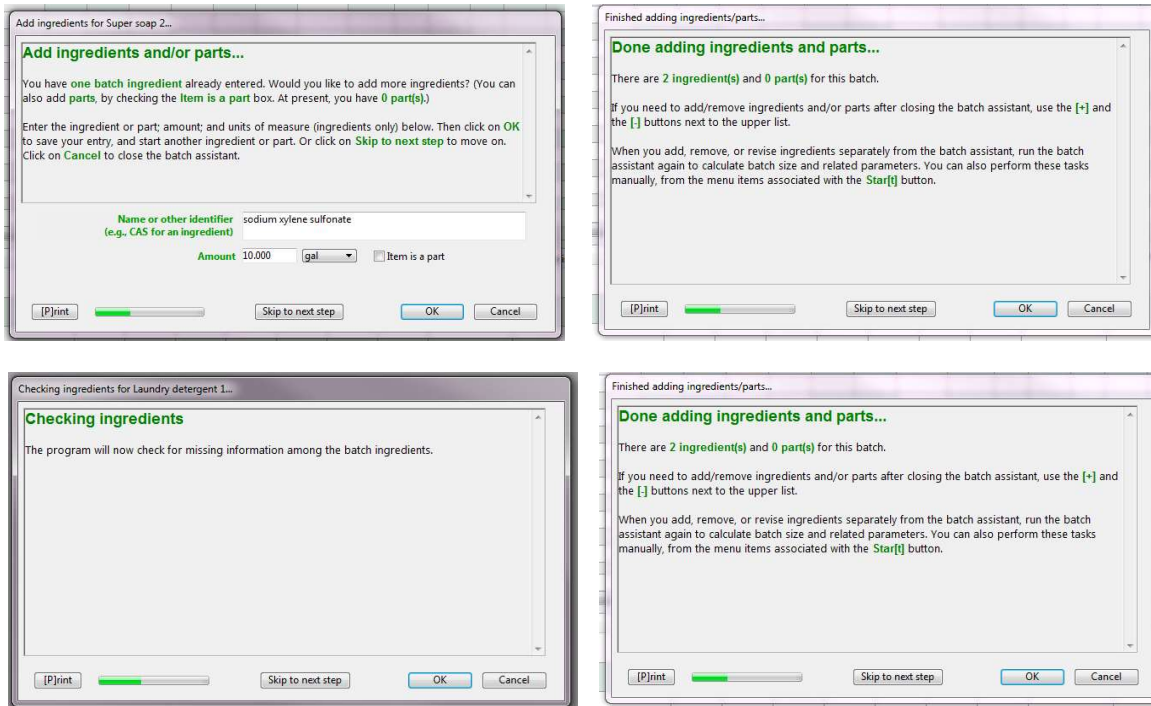 Add ingredients for Super soap 2...
Add ingredients and/or parts...
You have one batch ingredient already entered. Would you like to add more ingredients? (You can
also add parts, by checking the Item is a part box. At present, you have 0 part(s).)
Enter the ingredient or part; amount; and units of measure (ingredients only) below. Then click on OK
to save your entry, and start another ingredient or part. Or click on Skip to next step to move on.
Click on Cancel to close the batch assistant.
Name or other identifier
(e.g., CAS for an ingredient)
sodium xylene sulfonate
Amount 10.000 gal Item is a part
[P]rint Skip to next step OK Cancel
Finished adding ingredients/parts...
Done adding ingredients and parts...
There are 2 ingredient(s) and 0 part(s) for this batch.
If you need to add/remove ingredients and/or parts after closing the batch assistant, use the [+] and
the [-] buttons next to the upper list.
When you add, remove, or revise ingredients separately from the batch assistant, run the batch
assistant again to calculate batch size and related parameters. You can also perform these tasks
manually, from the menu items associated with the Star[t] button.
[P]rint Skip to next step OK Cancel
Checking ingredients for Laundry detergent 1...
Checking ingredients
The program will now check for missing information among the batch ingredients.
[P]rint Skip to next step OK Cancel
Finished adding ingredients/parts...
Done adding ingredients and parts...
There are 2 ingredient(s) and 0 part(s) for this batch.
If you need to add/remove ingredients and/or parts after closing the batch assistant, use the [+] and
the [-] buttons next to the upper list.
When you add, remove, or revise ingredients separately from the batch assistant, run the batch
assistant again to calculate batch size and related parameters. You can also perform these tasks
manually, from the menu items associated with the Star[t] button.
[P]rint Skip to next step OK Cancel